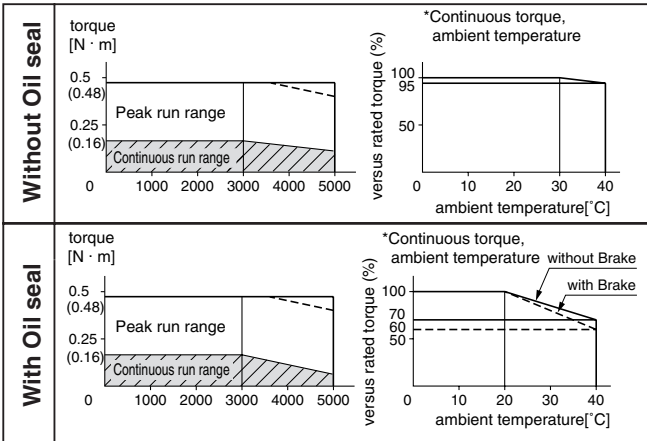 Without Oil seal
torque
[N · m]
0.5
(0.48)
Peak run range
0.25
(0.16)
Continuous run range
0 1000 2000 3000 4000 5000
*Continuous torque,
ambient temperature
versus rated torque (%)
100
95
50
0 10 20 30 40
ambient temperature[˚C]
With Oil seal
torque
[N · m]
0.5
(0.48)
Peak run range
0.25
(0.16)
Continuous run range
0 1000 2000 3000 4000 5000
*Continuous torque,
ambient temperature
without Brake
with Brake
versus rated torque (%)
100
70
60
50
0 10 20 30 40
ambient temperature[˚C]